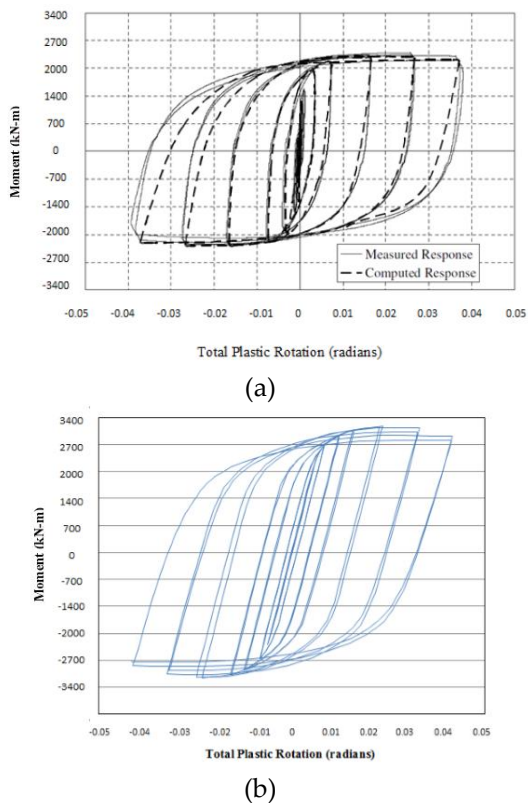 3400
2700
2000
1400
700
0
-700
-1400
-2000
-2700
-3400
Moment (kN-m)
Measured Response
Computed Response
-0.05 -0.04 -0.03 -0.02 -0.01 0 0.01 0.02 0.03 0.04 0.05
Total Plastic Rotation (radians)
(a)
3400
2700
2000
1400
700
0
-700
-1400
-2000
-2700
-3400
Moment (kN-m)
-0.05 -0.04 -0.03 -0.02 -0.01 0 0.01 0.02 0.03 0.04 0.05
Total Plastic Rotation (radians)
(b)